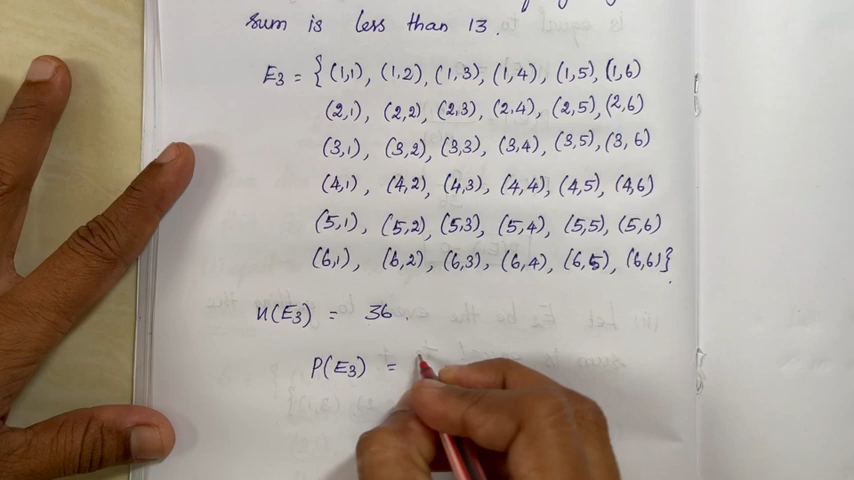 sum is less than 13.
E3 = { (1,1), (1,2), (1,3), (1,4), (1,5), (1,6)
(2,1), (2,2), (2,3), (2,4), (2,5), (2,6)
(3,1), (3,2), (3,3), (3,4), (3,5), (3,6)
(4,1), (4,2), (4,3), (4,4), (4,5), (4,6)
(5,1), (5,2), (5,3), (5,4), (5,5), (5,6)
(6,1), (6,2), (6,3), (6,4), (6,5), (6,6)}.
n(E3) = 36.
P(E3) =